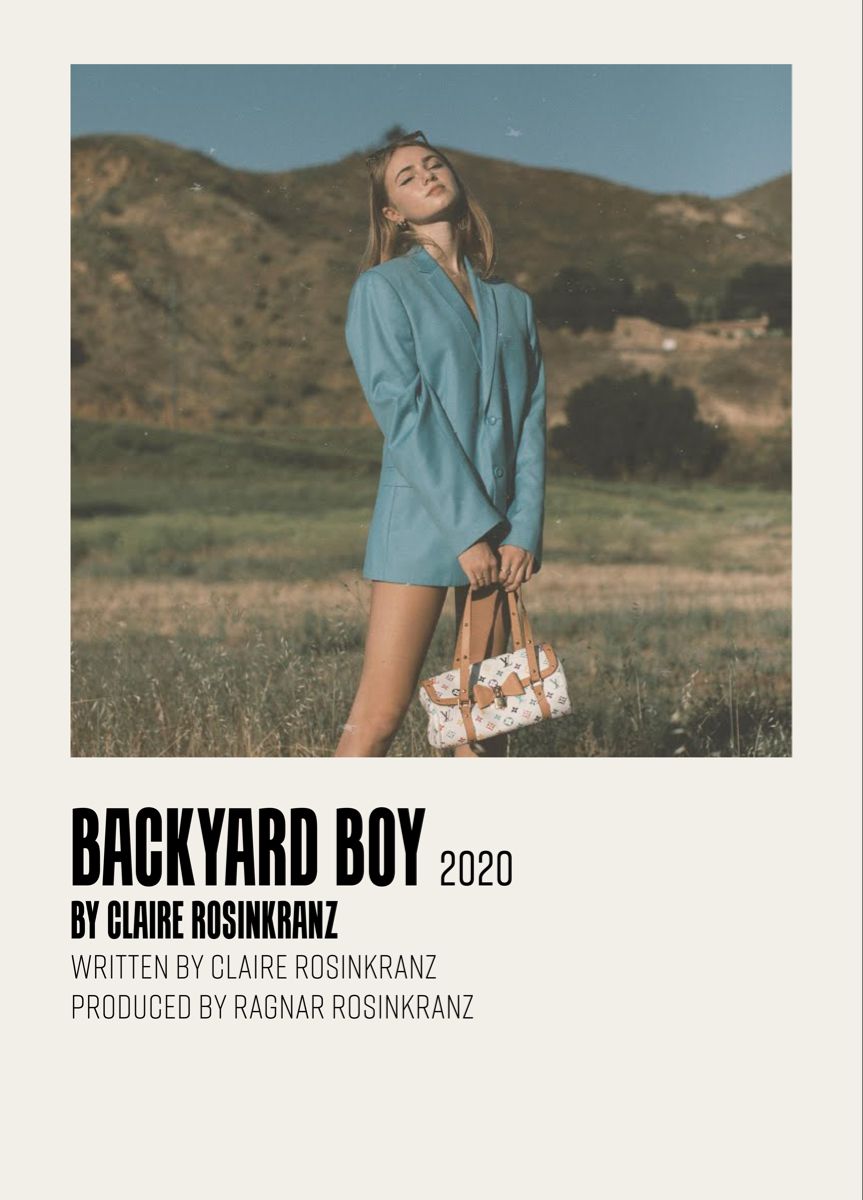 BACKYARD BOY 2020
BY CLAIRE ROSINKRANZ
WRITTEN BY CLAIRE ROSINKRANZ
PRODUCED BY RAGNAR ROSINKRANZ